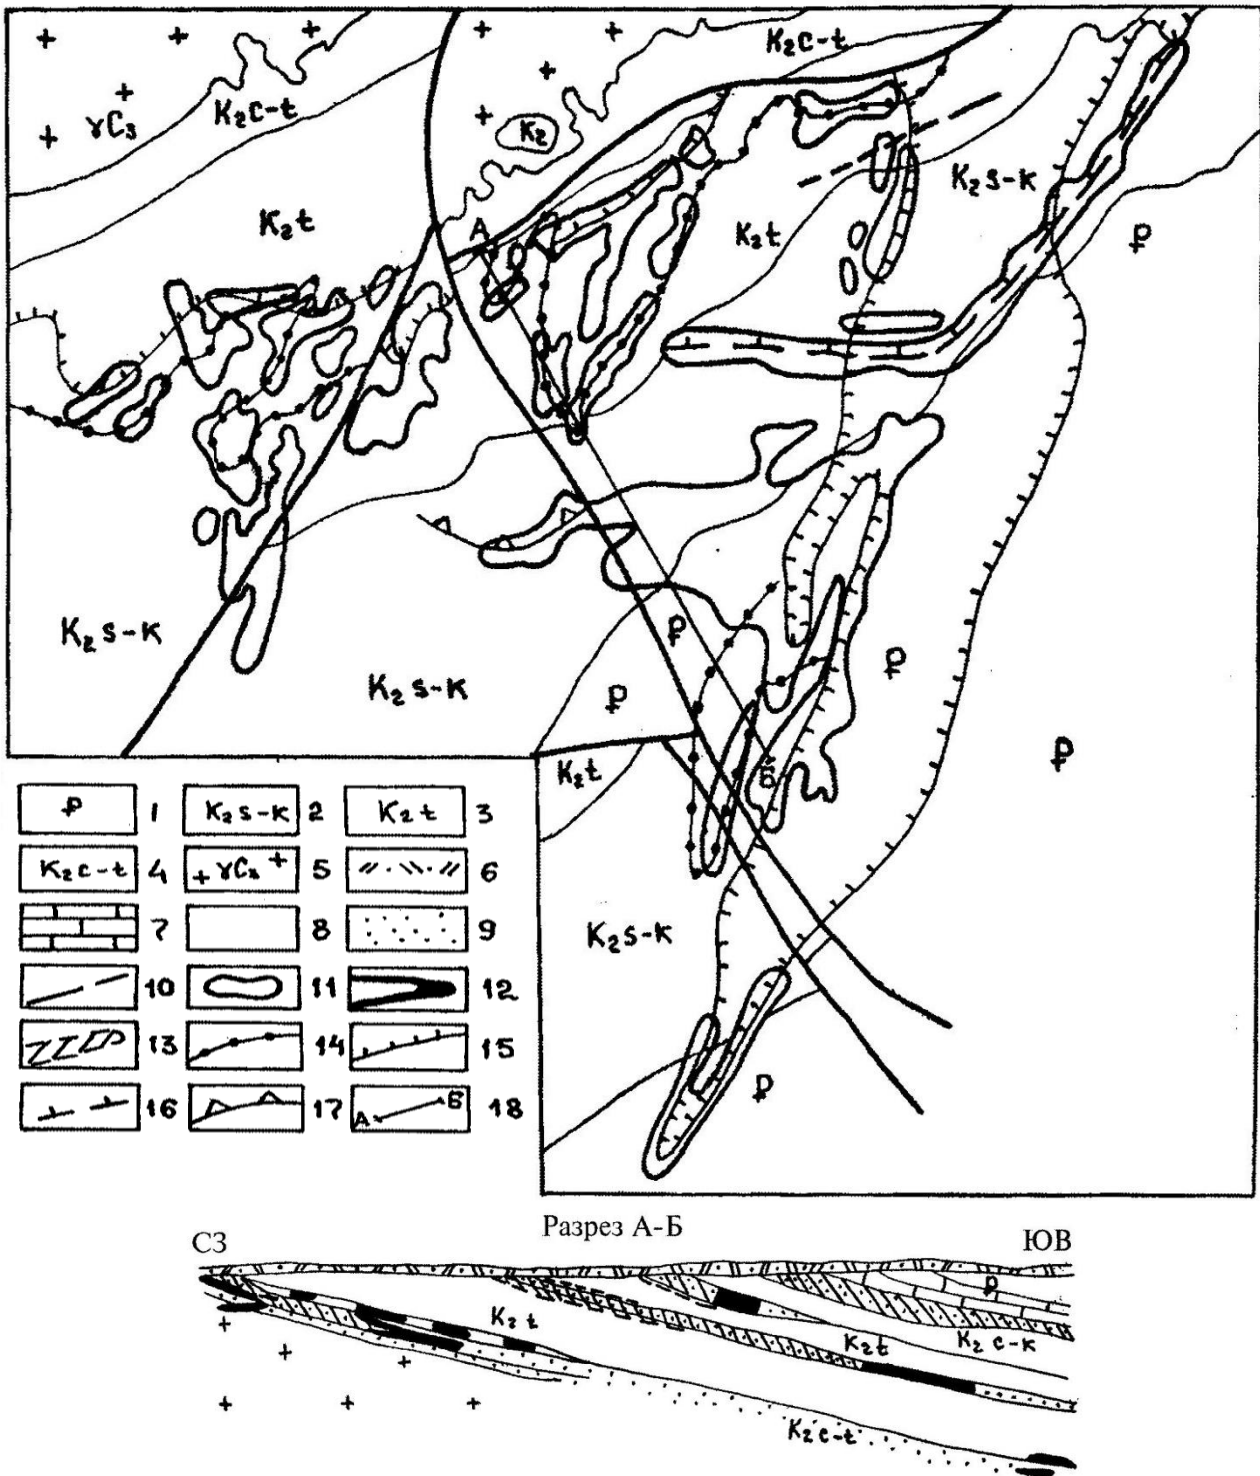 K₂c-t
γC₃
K₂c-t
K₂
K₂s-к
K₂t
A
K₂t
₽
K₂s-к
₽
₽
K₂s-к
₽
₽
Б
K₂t
K₂s-к
₽
₽ 1 K₂s-к 2 K₂t 3
K₂c-t 4 γC₃ 5 6
7 8 9
10 11 12
13 14 15
16 17 А Б 18
Разрез А-Б
СЗ ЮВ
₽
K₂t
K₂t
K₂c-к
K₂c-t